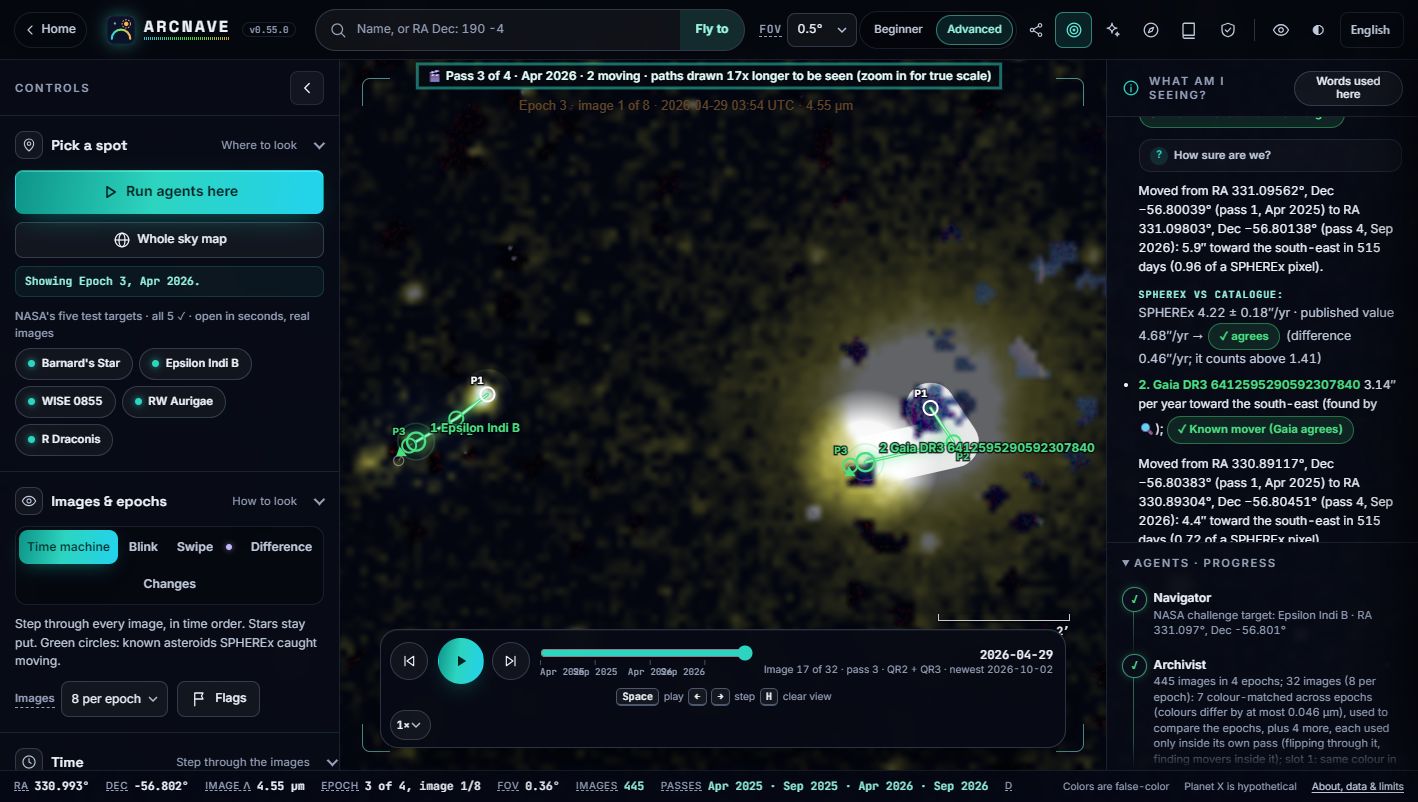 Home
ARCNAVE
v0.55.0
Name, or RA Dec: 190 -4
Fly to
FOV
0.5°
Beginner
Advanced
English
CONTROLS
Pick a spot
Where to look
Run agents here
Whole sky map
Showing Epoch 3, Apr 2026.
NASA's five test targets · all 5 ✓ · open in seconds, real
images
Barnard's Star
Epsilon Indi B
WISE 0855
RW Aurigae
R Draconis
Images & epochs
How to look
Time machine
Blink
Swipe
Difference
Changes
Step through every image, in time order. Stars stay
put. Green circles: known asteroids SPHEREx caught
moving.
Images
8 per epoch
Flags
Time
Step through the images
Pass 3 of 4 · Apr 2026 · 2 moving · paths drawn 17x longer to be seen (zoom in for true scale)
Epoch 3 · image 1 of 8 · 2026-04-29 03:54 UTC · 4.55 µm
P1
1 Epsilon Indi B
P3
P1
2 Gaia DR3 6412595290592307840
P3
P2
2′
2026-04-29
Apr 2025
Sep 2025
Apr 2026
Sep 2026
Image 17 of 32 · pass 3 · QR2 + QR3 · newest 2026-10-02
Space play ← → step H clear view
1×
WHAT AM I
SEEING?
Words used
here
? How sure are we?
Moved from RA 331.09562°, Dec
−56.80039° (pass 1, Apr 2025) to RA
331.09803°, Dec −56.80138° (pass 4, Sep
2026): 5.9″ toward the south-east in 515
days (0.96 of a SPHEREx pixel).
SPHEREX VS CATALOGUE:
SPHEREx 4.22 ± 0.18″/yr · published value
4.68″/yr → ✓ agrees (difference
0.46″/yr; it counts above 1.41)
• 2. Gaia DR3 6412595290592307840 3.14″
per year toward the south-east (found by
🔍); ✓ Known mover (Gaia agrees)
Moved from RA 330.89117°, Dec
−56.80383° (pass 1, Apr 2025) to RA
330.89304°, Dec −56.80451° (pass 4, Sep
2026): 4.4″ toward the south-east in 515
days (0.72 of a SPHEREx pixel)
▾ AGENTS · PROGRESS
Navigator
NASA challenge target: Epsilon Indi B · RA
331.097°, Dec -56.801°
Archivist
445 images in 4 epochs; 32 images (8 per
epoch): 7 colour-matched across epochs
(colours differ by at most 0.046 µm), used to
compare the epochs, plus 4 more, each used
only inside its own pass (flipping through it,
finding movers inside it); slot 1: same colour in
RA 330.993° DEC -56.802° IMAGE Λ 4.55 µm EPOCH 3 of 4, image 1/8 FOV 0.36° IMAGES 445 PASSES Apr 2025 · Sep 2025 · Apr 2026 · Sep 2026 D
Colors are false-color
Planet X is hypothetical
About, data & limits